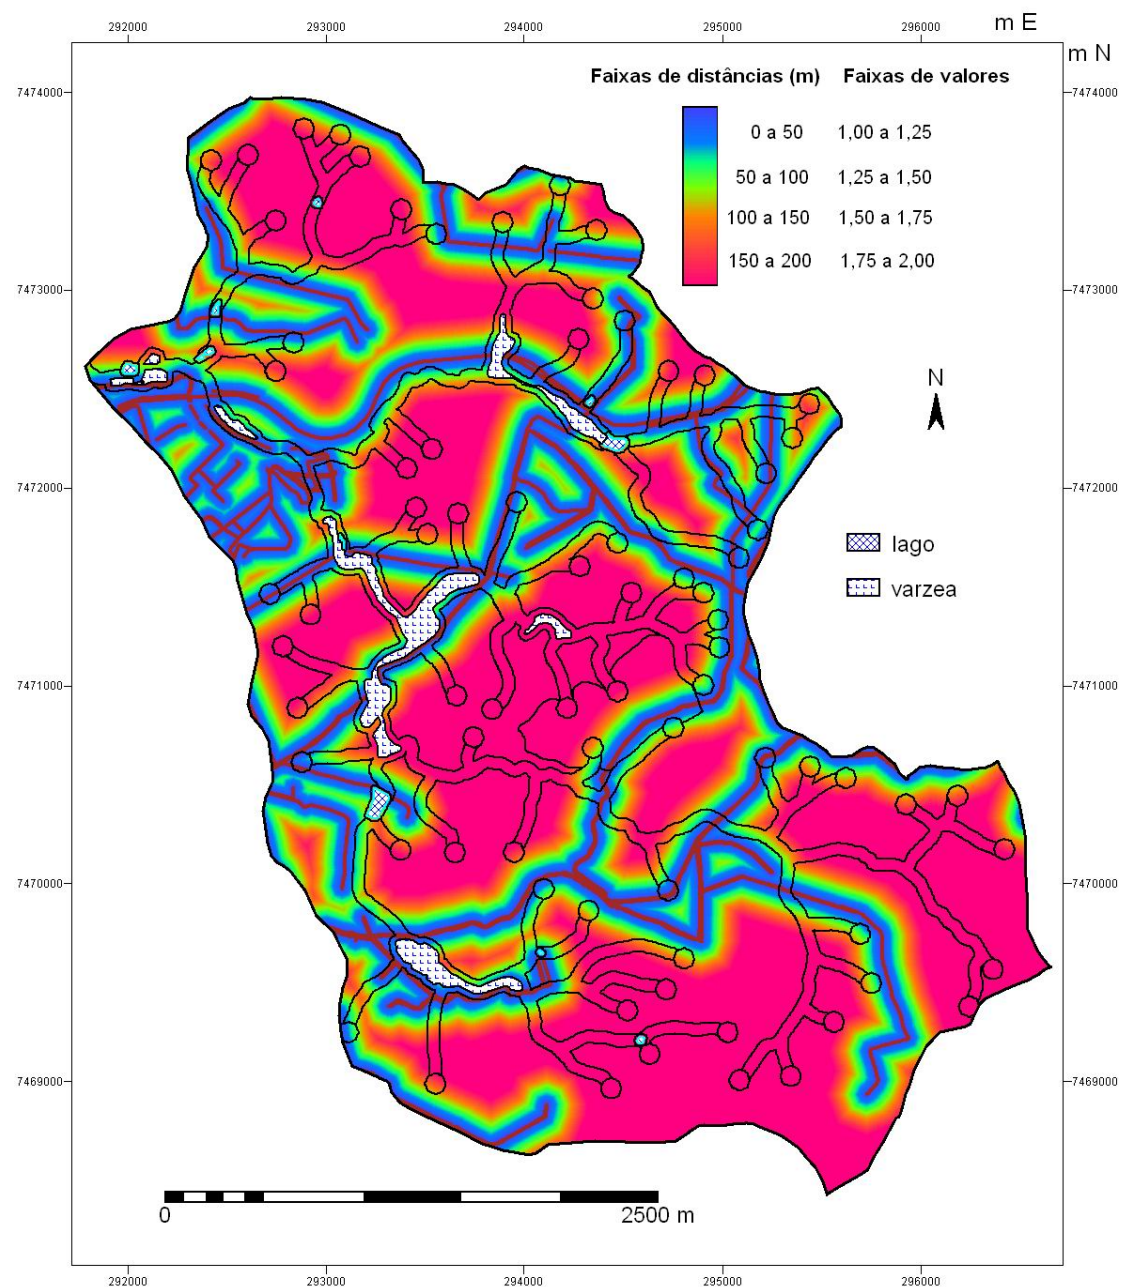 292000 293000 294000 295000 296000 m E
m N
Faixas de distâncias (m) Faixas de valores
7474000 7474000
0 a 50 1,00 a 1,25
50 a 100 1,25 a 1,50
100 a 150 1,50 a 1,75
150 a 200 1,75 a 2,00
7473000 7473000
N
7472000 7472000
lago
varzea
7471000 7471000
7470000 7470000
7469000 7469000
0 2500 m
292000 293000 294000 295000 296000